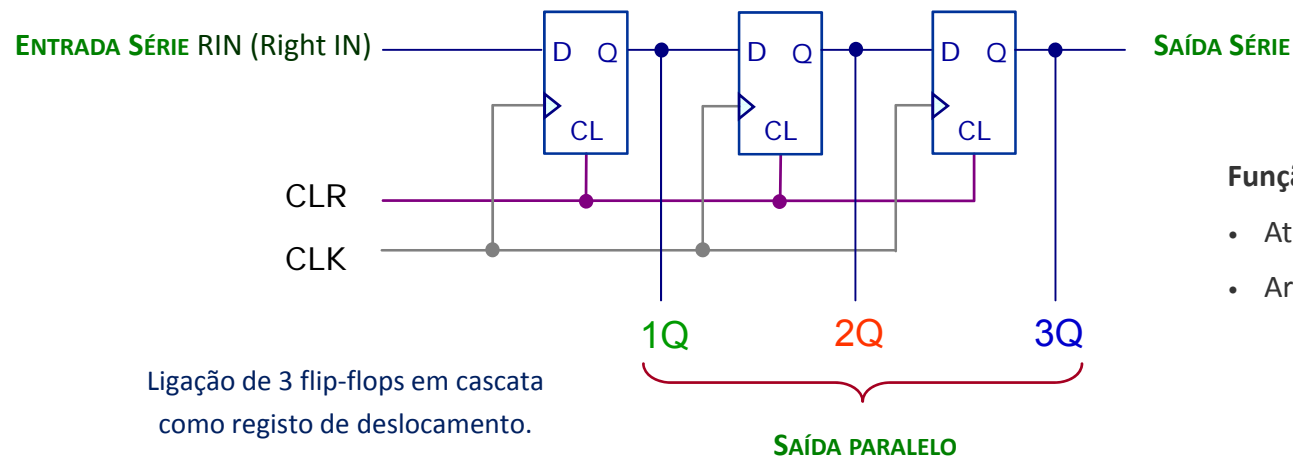 ENTRADA SÉRIE RIN (Right IN)
D Q
CL
D Q
CL
D Q
CL
SAÍDA SÉRIE
CLR
CLK
1Q
2Q
3Q
SAÍDA PARALELO
Ligação de 3 flip-flops em cascata
como registo de deslocamento.